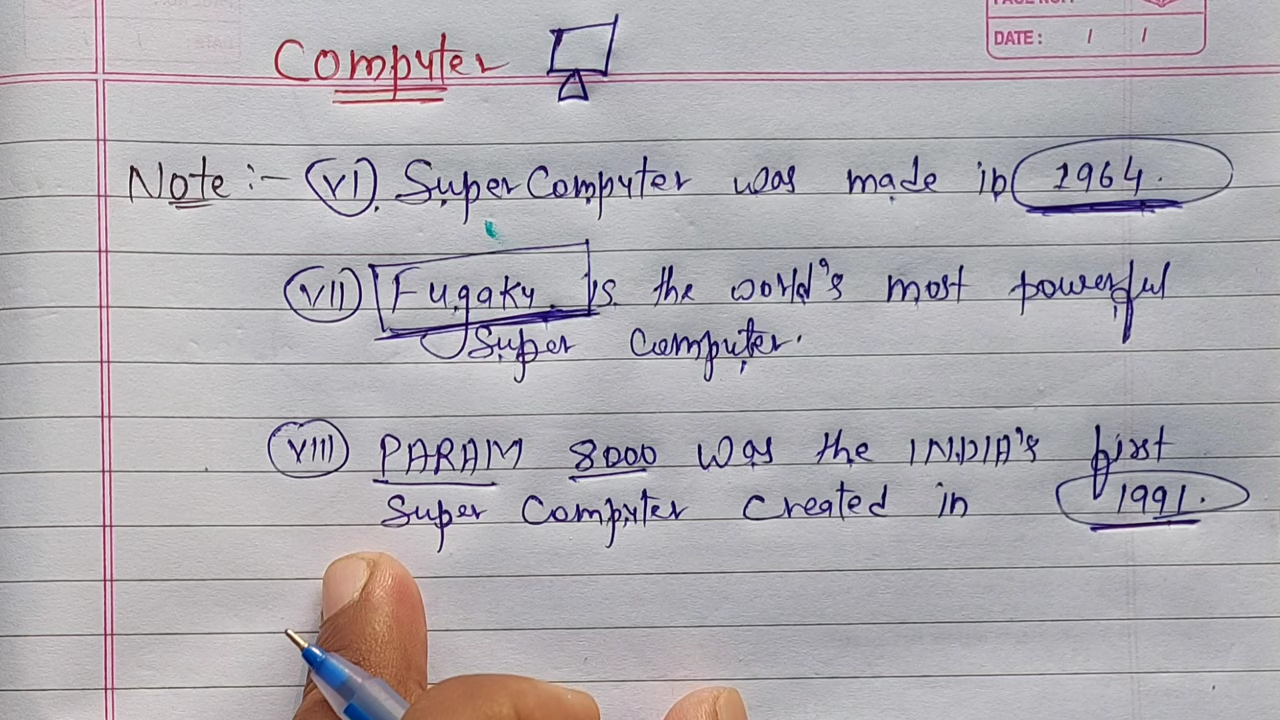 DATE: / /
Computer
Note :- (VI). Super Computer was made in 1964.
(VII) Fugaku is the world's most powerful
Super Computer.
(VIII) PARAM 8000 was the INDIA's first
Super Computer created in 1991.